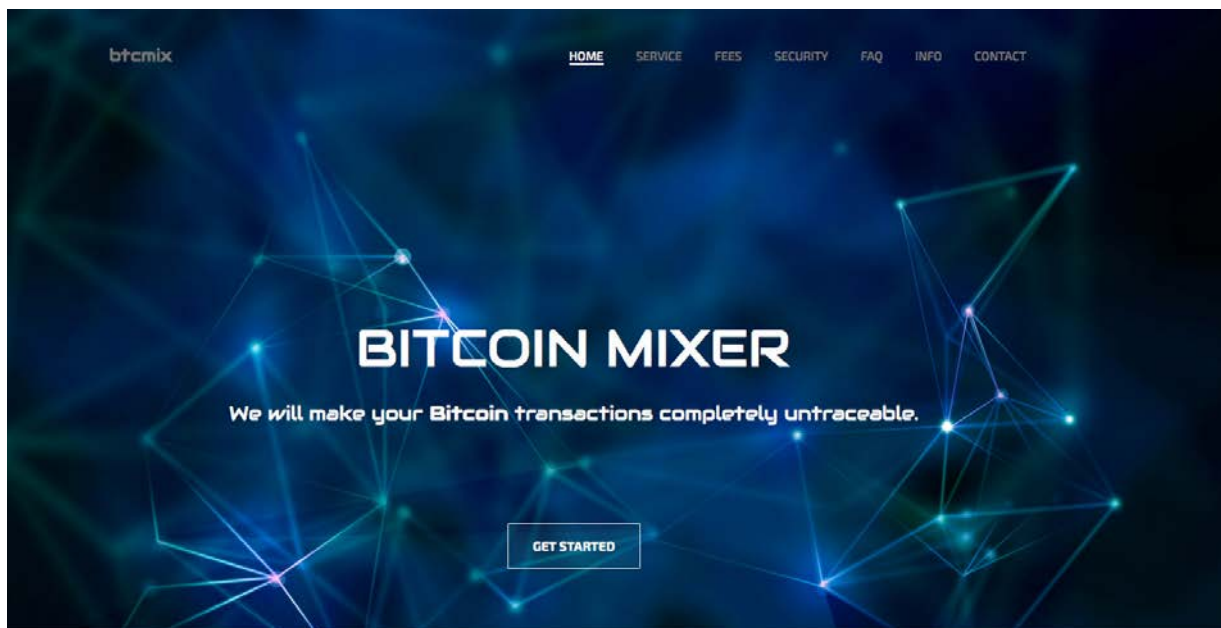 btcmix
HOME SERVICE FEES SECURITY FAQ INFO CONTACT
BITCOIN MIXER
We will make your Bitcoin transactions completely untraceable.
GET STARTED